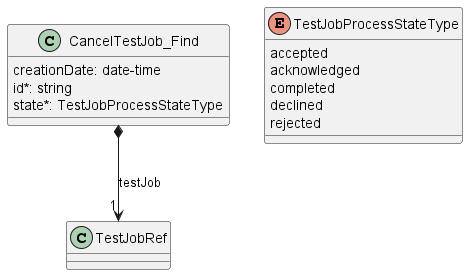 C CancelTestJob_Find
creationDate: date-time
id*: string
state*: TestJobProcessStateType
E TestJobProcessStateType
accepted
acknowledged
completed
declined
rejected
testJob
1
C TestJobRef